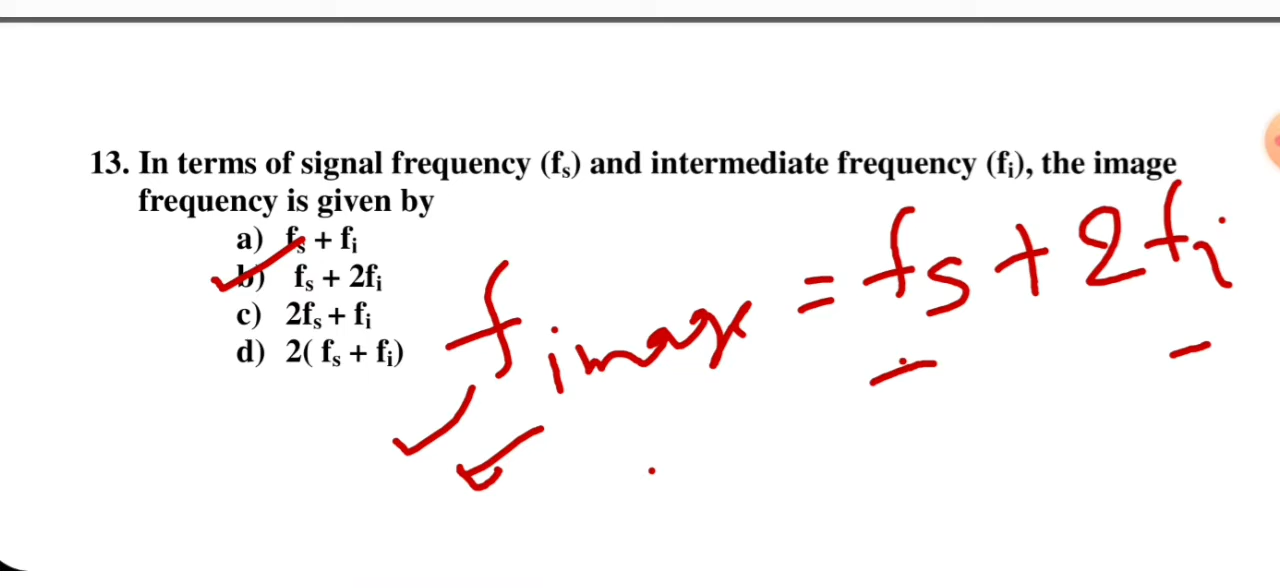 13. In terms of signal frequency (fₛ) and intermediate frequency (fᵢ), the image
frequency is given by
a) fₛ + fᵢ
b) fₛ + 2fᵢ
c) 2fₛ + fᵢ
d) 2( fₛ + fᵢ)
f image = fs + 2fi